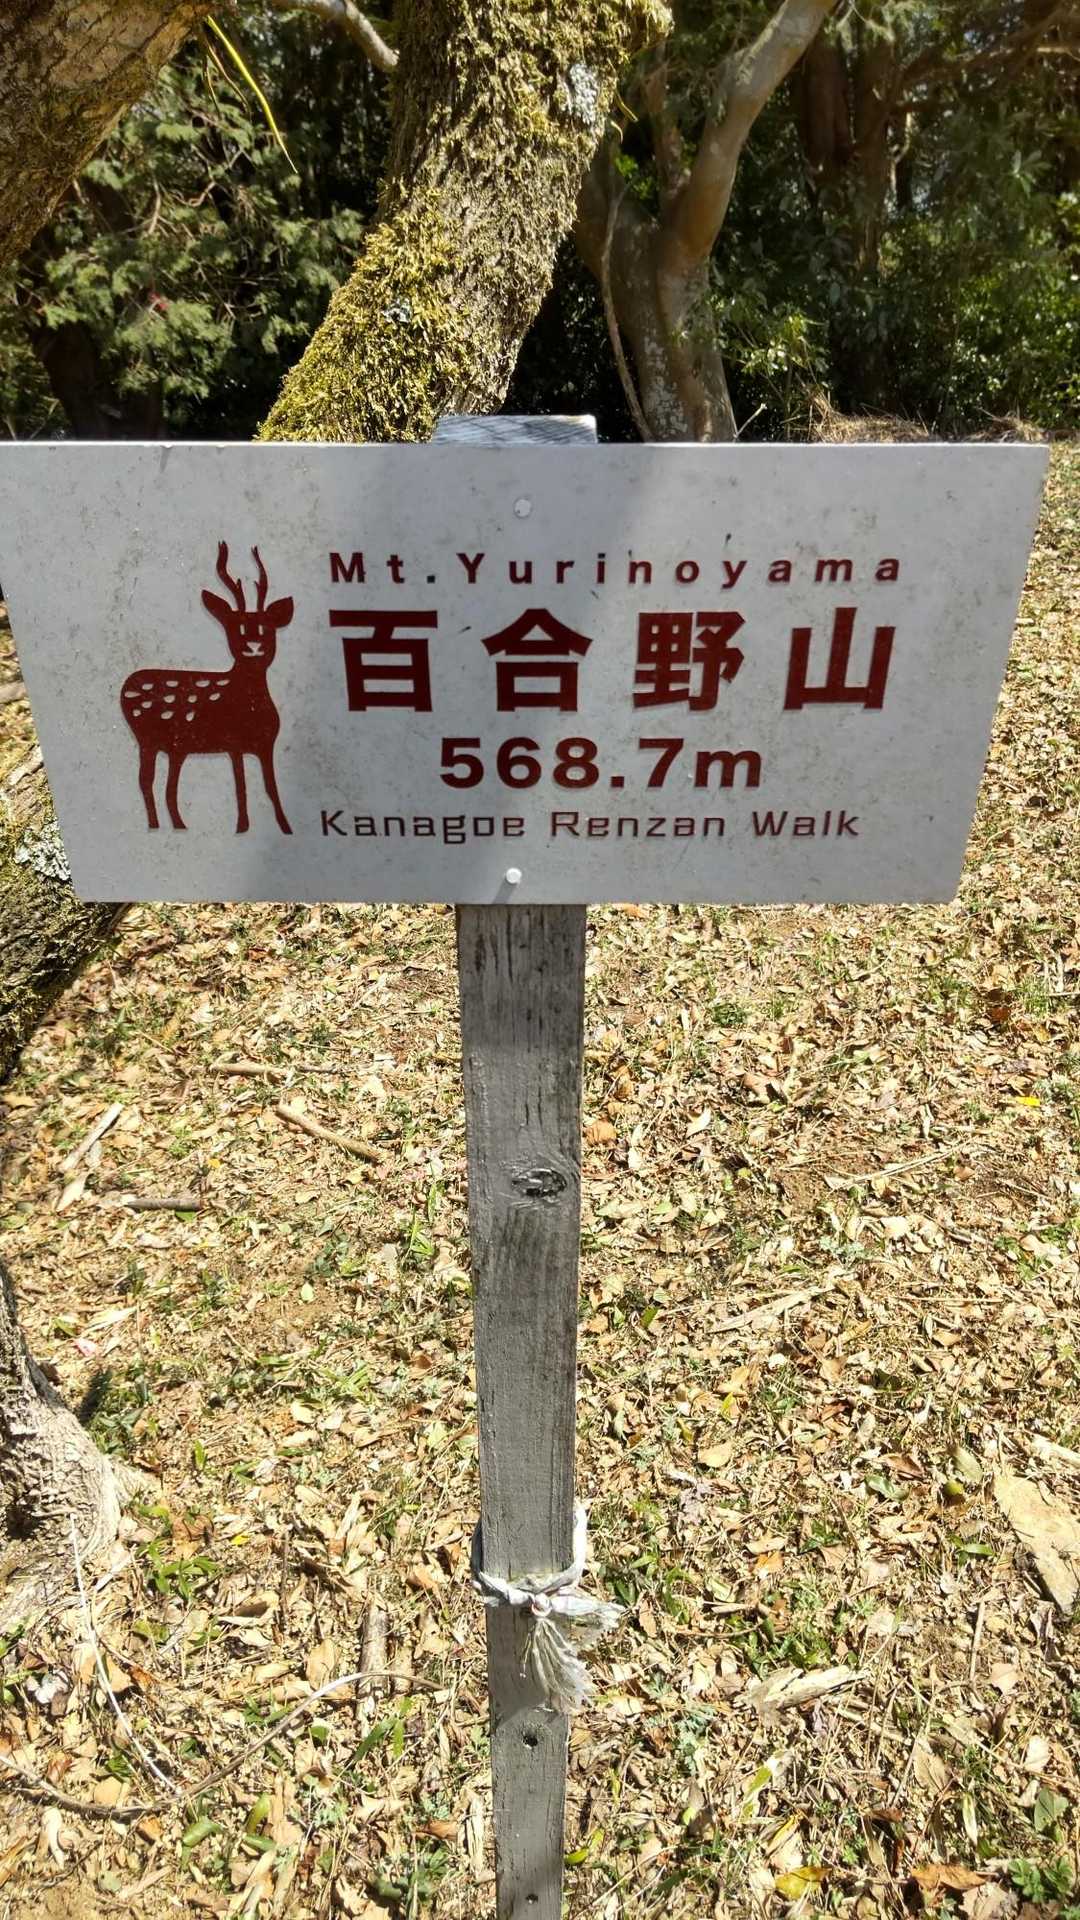 Mt.Yurinoyama
百合野山
568.7m
Kanagoe Renzan Walk